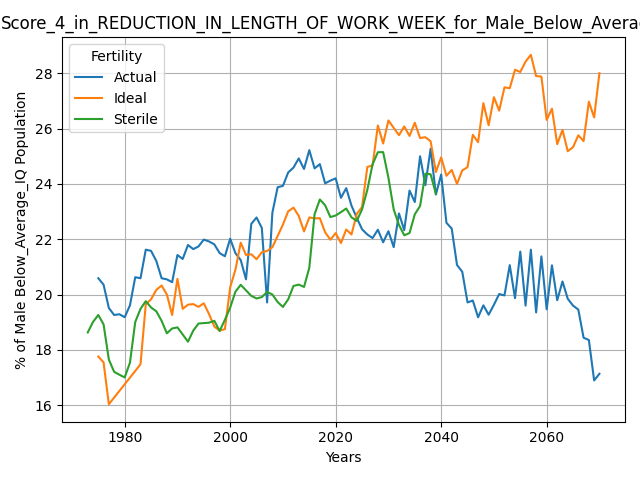 Score_4_in_REDUCTION_IN_LENGTH_OF_WORK_WEEK_for_Male_Below_Avera
Fertility
Actual
Ideal
Sterile
% of Male Below_Average_IQ Population
28
26
24
22
20
18
16
1980 2000 2020 2040 2060
Years